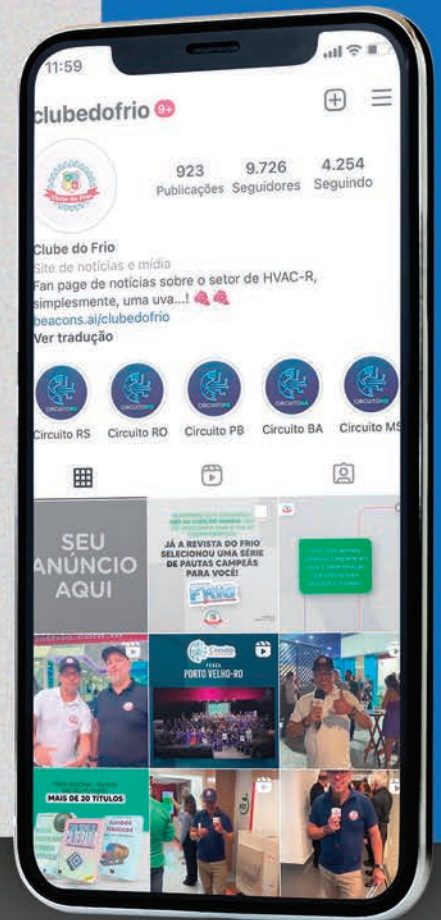 11:59
clubedofrio 9+
923 9.726 4.254
Publicações Seguidores Seguindo
Clube do Frio
Clube do Frio
Site de notícias e mídia
Fan page de notícias sobre o setor de HVAC-R,
simplesmente, uma uva...! 🍇 🍇
beacons.ai/clubedofrio
Ver tradução
Circuito RS Circuito RO Circuito PB Circuito BA Circuito MS
SEU
ANÚNCIO
AQUI
JÁ A REVISTA DO FRIO
SELECIONOU UMA SÉRIE
DE PAUTAS CAMPEÃS
PARA VOCÊ!
FRIO
PORTO VELHO-RO
MAIS DE 20 TÍTULOS